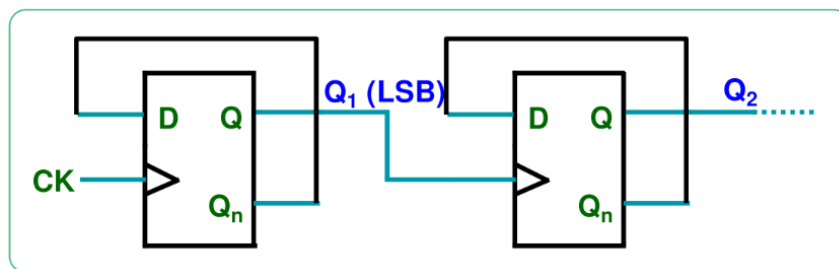 Q₁ (LSB)
Q₂
D Q
D Q
CK
Qₙ
Qₙ